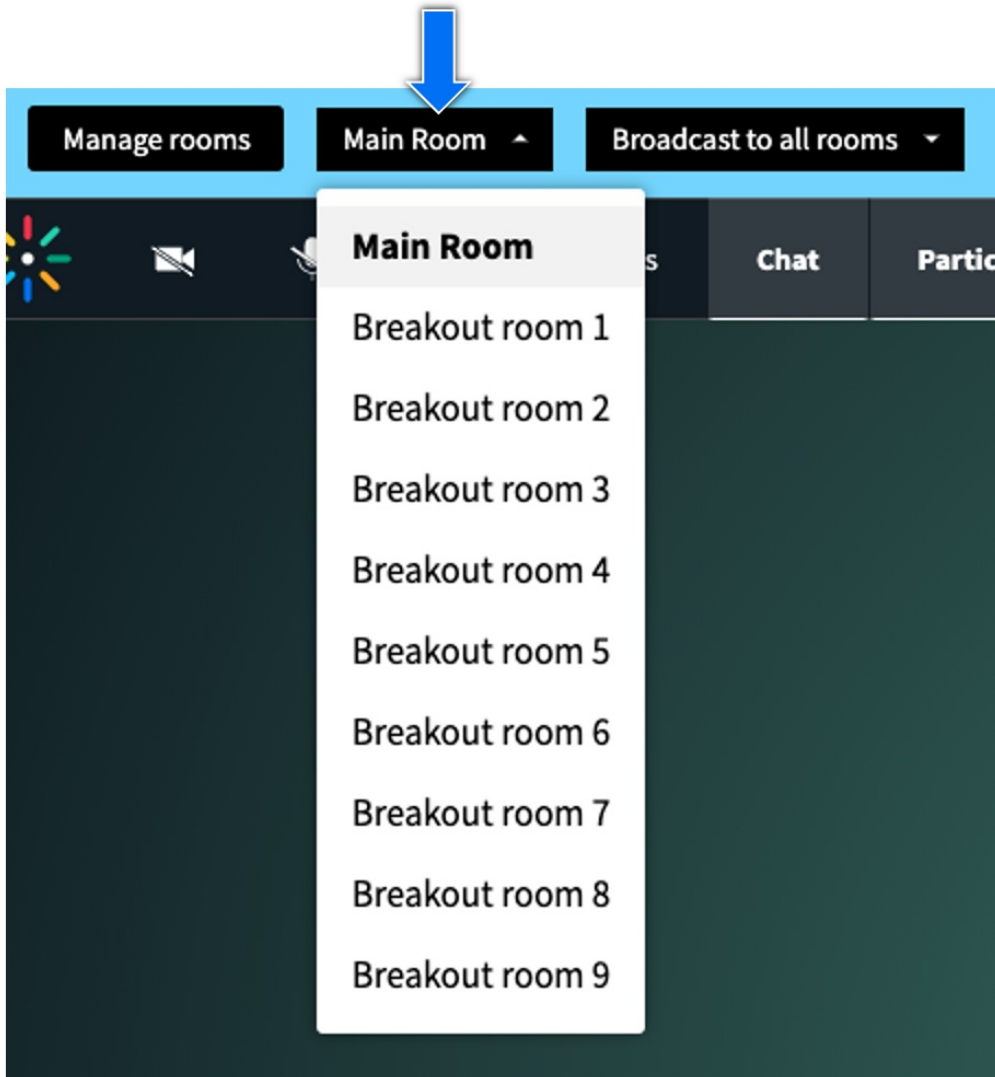 Manage rooms
Main Room
Broadcast to all rooms
Chat
Main Room
Breakout room 1
Breakout room 2
Breakout room 3
Breakout room 4
Breakout room 5
Breakout room 6
Breakout room 7
Breakout room 8
Breakout room 9